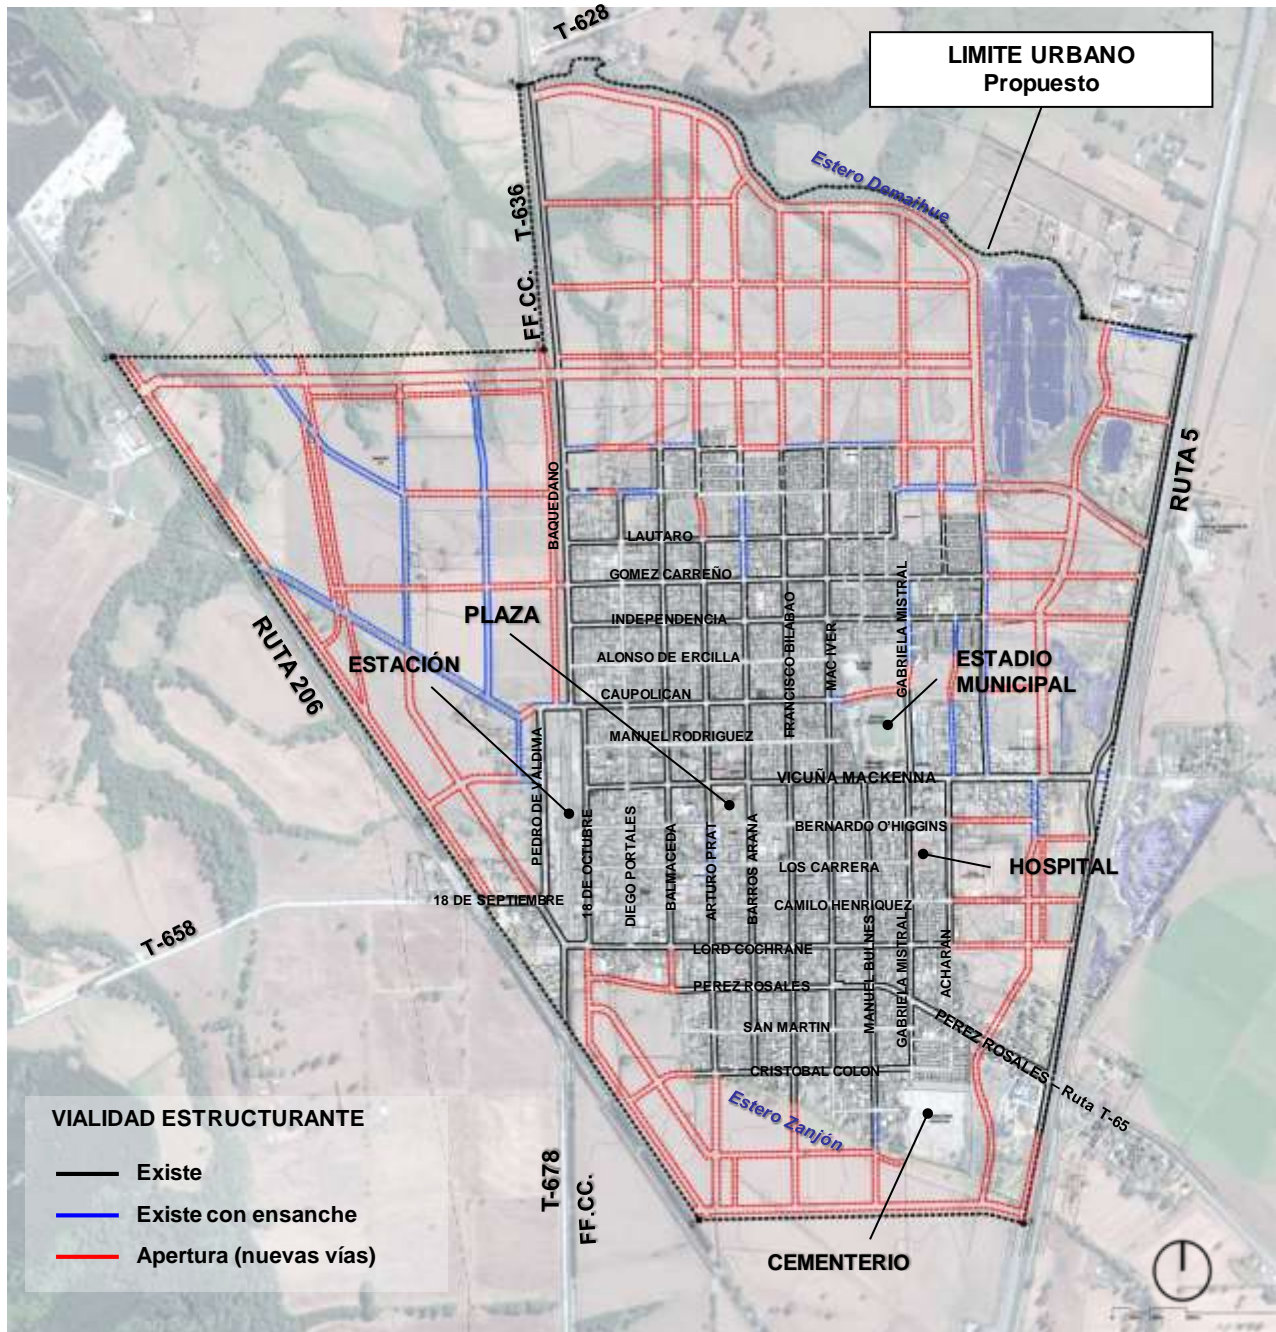 T-628
LIMITE URBANO
Propuesto
Estero Demaihue
T-636
FF.CC.
RUTA 5
BAQUEDANO
LAUTARO
GOMEZ CARREÑO
INDEPENDENCIA
ALONSO DE ERCILLA
CAUPOLICAN
MANUEL RODRIGUEZ
FRANCISCO BILABAO
MAC IVER
GABRIELA MISTRAL
PLAZA
ESTACIÓN
RUTA 206
ESTADIO
MUNICIPAL
VICUÑA MACKENNA
PEDRO DE VALDIVIA
18 DE OCTUBRE
DIEGO PORTALES
BALMACEDA
ARTURO PRAT
BARROS ARANA
BERNARDO O'HIGGINS
LOS CARRERA
HOSPITAL
CAMILO HENRIQUEZ
18 DE SEPTIEMBRE
T-658
LORD COCHRANE
MANUEL BULNES
GABRIELA MISTRAL
ACHARAN
PEREZ ROSALES
SAN MARTIN
PEREZ ROSALES – Ruta T-65
CRISTOBAL COLON
Estero Zanjón
VIALIDAD ESTRUCTURANTE
Existe
Existe con ensanche
Apertura (nuevas vías)
T-678
FF.CC.
CEMENTERIO